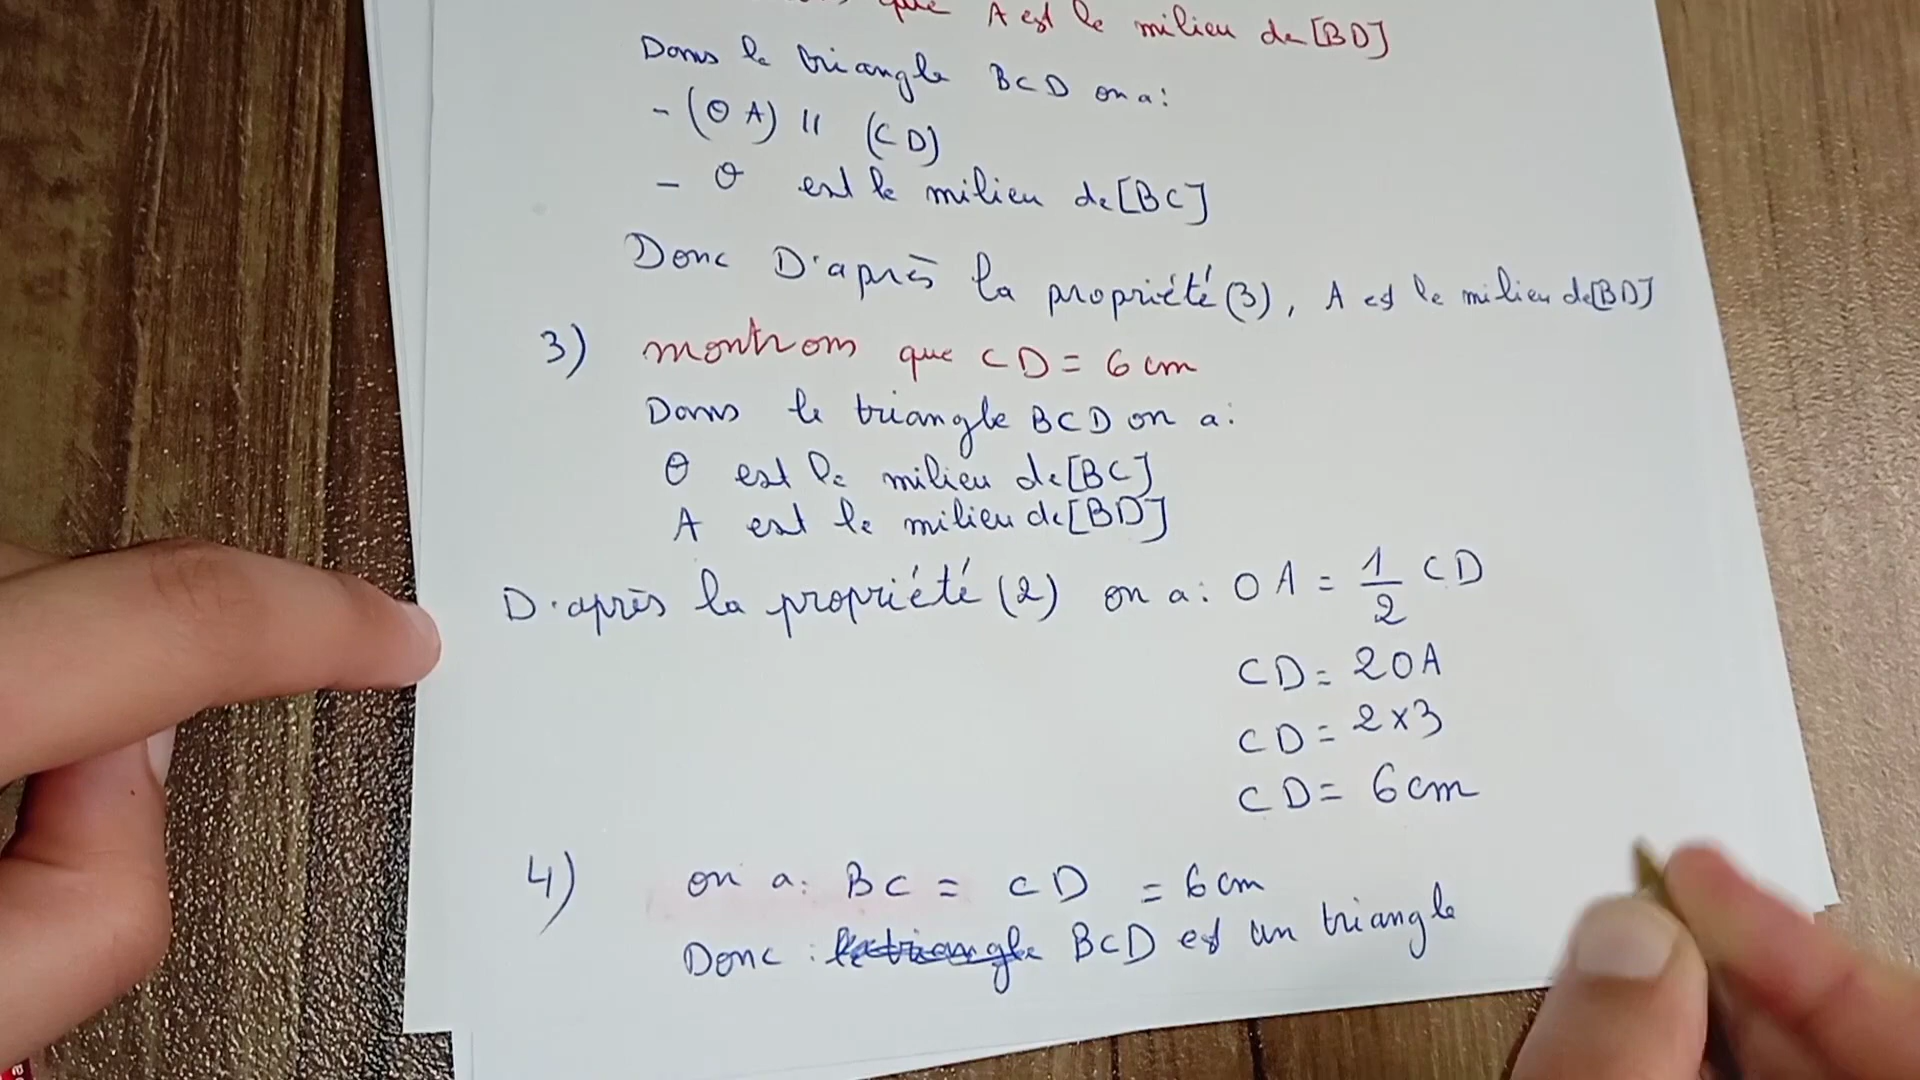 que A est le milieu de [BD]
Dans le triangle BCD on a:
- (OA) // (CD)
- O est le milieu de [BC]
Donc D'après la propriété (3), A est le milieu de [BD]
3) montrons que CD = 6 cm
Dans le triangle BCD on a:
O est le milieu de [BC]
A est le milieu de [BD]
D'après la propriété (2) on a: OA = 1/2 CD
CD = 2OA
CD = 2×3
CD = 6cm
4) on a: BC = CD = 6cm
Donc : le triangle BCD est un triangle